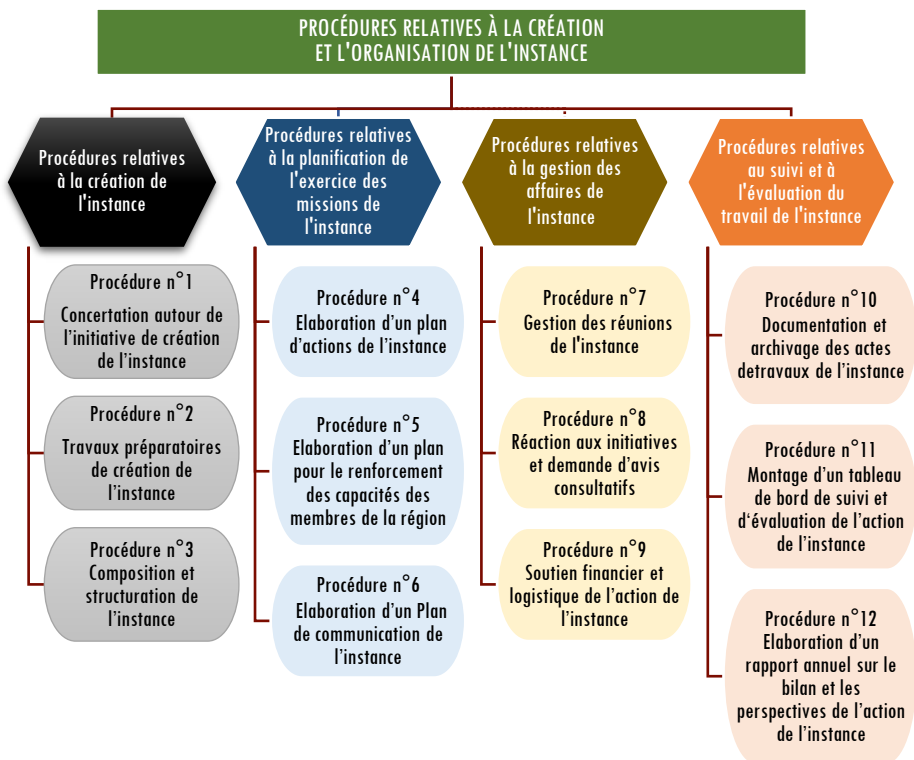 PROCÉDURES RELATIVES À LA CRÉATION
ET L'ORGANISATION DE L'INSTANCE
Procédures relatives
à la création de
l'instance
Procédure n°1
Concertation autour de
l'initiative de création
de l'instance
Procédure n°2
Travaux préparatoires
de création de
l'instance
Procédure n°3
Composition et
structuration de
l'instance
Procédures relatives
à la planification de
l'exercice des
missions de
l'instance
Procédure n°4
Elaboration d'un plan
d'actions de l'instance
Procédure n°5
Elaboration d'un plan
pour le renforcement
des capacités des
membres de la région
Procédure n°6
Elaboration d'un Plan
de communication de
l'instance
Procédures relatives
à la gestion des
affaires de
l'instance
Procédure n°7
Gestion des réunions
de l'instance
Procédure n°8
Réaction aux initiatives
et demande d'avis
consultatifs
Procédure n°9
Soutien financier et
logistique de l'action de
l'instance
Procédures relatives
au suivi et à
l'évaluation du
travail de l'instance
Procédure n°10
Documentation et
archivage des actes
detravaux de l'instance
Procédure n°11
Montage d'un tableau
de bord de suivi et
d‘évaluation de l'action
de l'instance
Procédure n°12
Elaboration d'un
rapport annuel sur le
bilan et les
perspectives de l'action
de l'instance